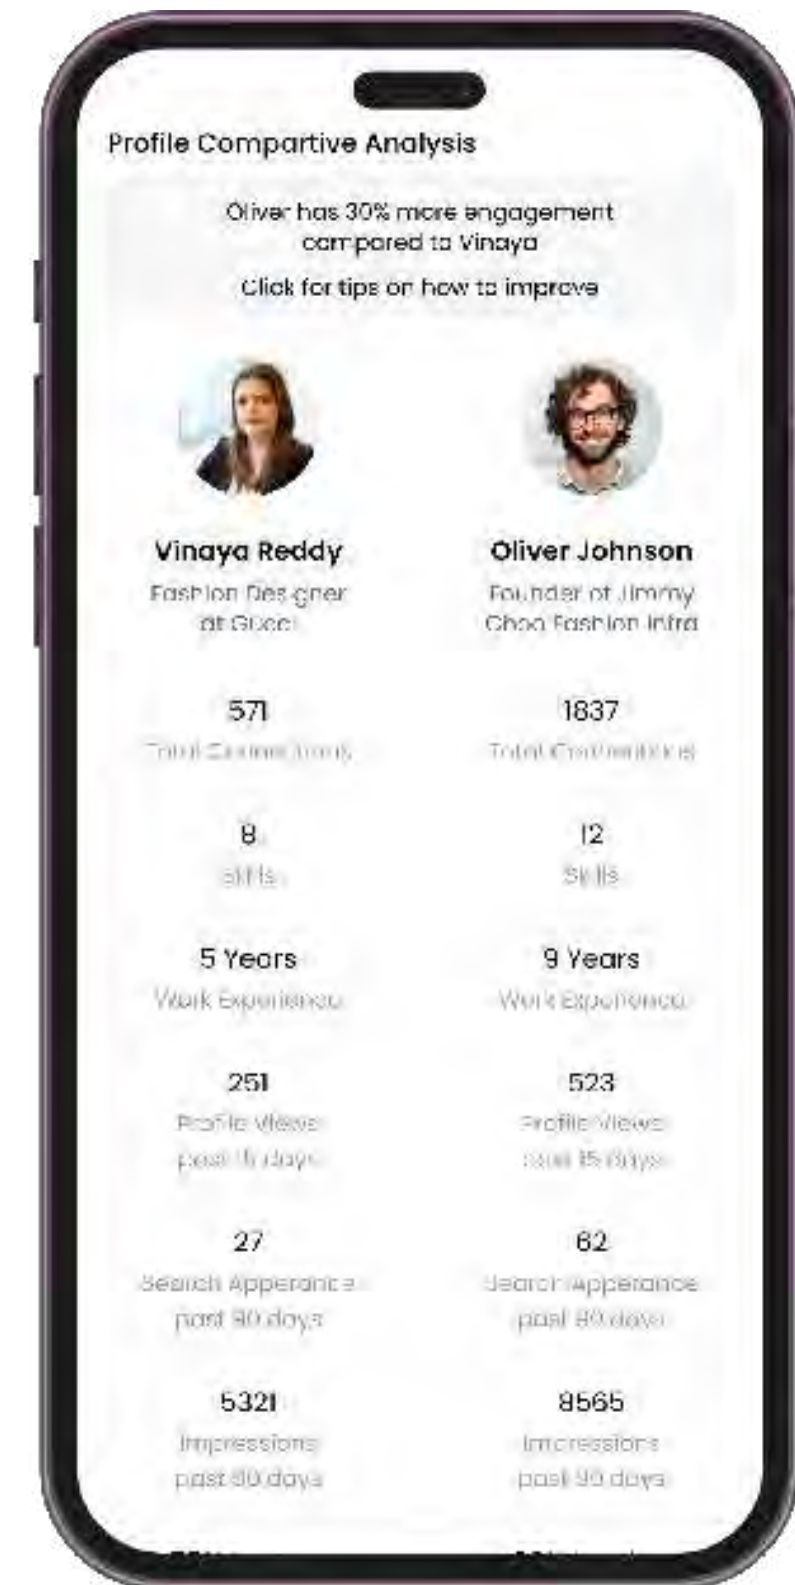 Profile Compartive Analysis
Oliver has 30% more engagement
compared to Vinaya
Click for tips on how to improve
Vinaya Reddy
Fashion Designer
at Gucci
Oliver Johnson
Founder of Jimmy
Choo Fashion Infra
571
Total Connections
1837
Total Connections
8
Skills
12
Skills
5 Years
Work Experience
9 Years
Work Experience
251
Profile Views
past 15 days
523
Profile Views
past 15 days
27
Search Apperance
past 90 days
62
Search Apperance
past 90 days
5321
Impressions
past 90 days
8565
Impressions
past 90 days